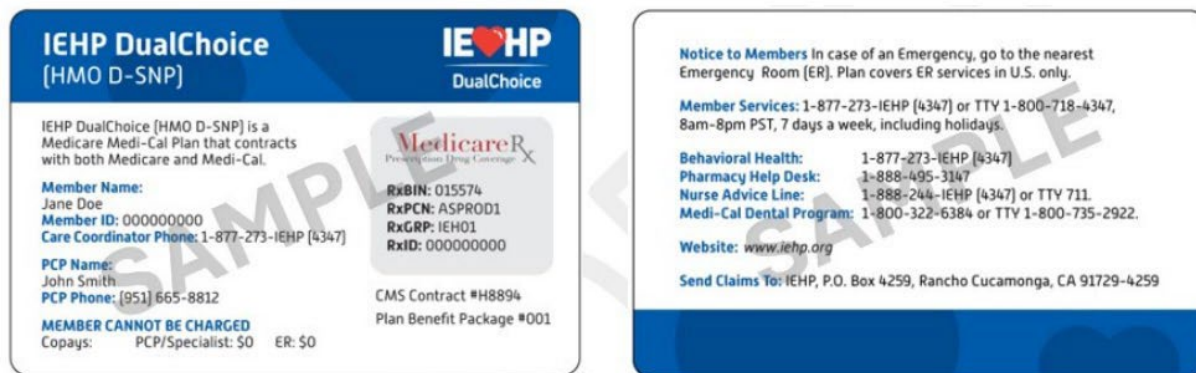 IEHP DualChoice
[HMO D-SNP]
IE HP
DualChoice
IEHP DualChoice [HMO D-SNP] is a
Medicare Medi-Cal Plan that contracts
with both Medicare and Medi-Cal.
Member Name:
Jane Doe
Member ID: 000000000
Care Coordinator Phone: 1-877-273-IEHP [4347]
PCP Name:
John Smith
PCP Phone: [951] 665-8812
MEMBER CANNOT BE CHARGED
Copays: PCP/Specialist: $0 ER: $0
MedicareRx
Prescription Drug Coverage
RxBIN: 015574
RxPCN: ASPROD1
RxGRP: IEH01
RxID: 000000000
CMS Contract #H8894
Plan Benefit Package #001
SAMPLE
Notice to Members In case of an Emergency, go to the nearest
Emergency Room [ER]. Plan covers ER services in U.S. only.
Member Services: 1-877-273-IEHP [4347] or TTY 1-800-718-4347,
8am-8pm PST, 7 days a week, including holidays.
Behavioral Health: 1-877-273-IEHP [4347]
Pharmacy Help Desk: 1-888-495-3147
Nurse Advice Line: 1-888-244-IEHP [4347] or TTY 711.
Medi-Cal Dental Program: 1-800-322-6384 or TTY 1-800-735-2922.
Website: www.iehp.org
Send Claims To: IEHP, P.O. Box 4259, Rancho Cucamonga, CA 91729-4259
SAMPLE